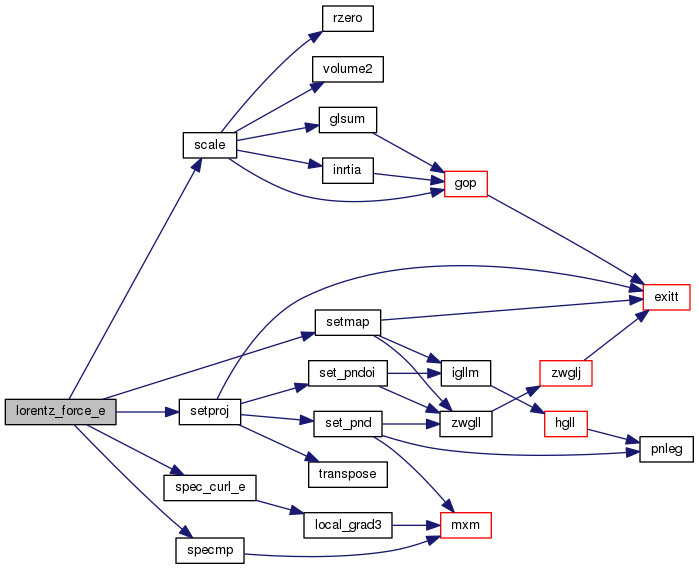 rzero
volume2
glsum
scale
inrtia
gop
exitt
setmap
set_pndoi
igllm
zwglj
lorentz_force_e
setproj
set_pnd
zwgll
hgll
pnleg
transpose
spec_curl_e
local_grad3
mxm
specmp